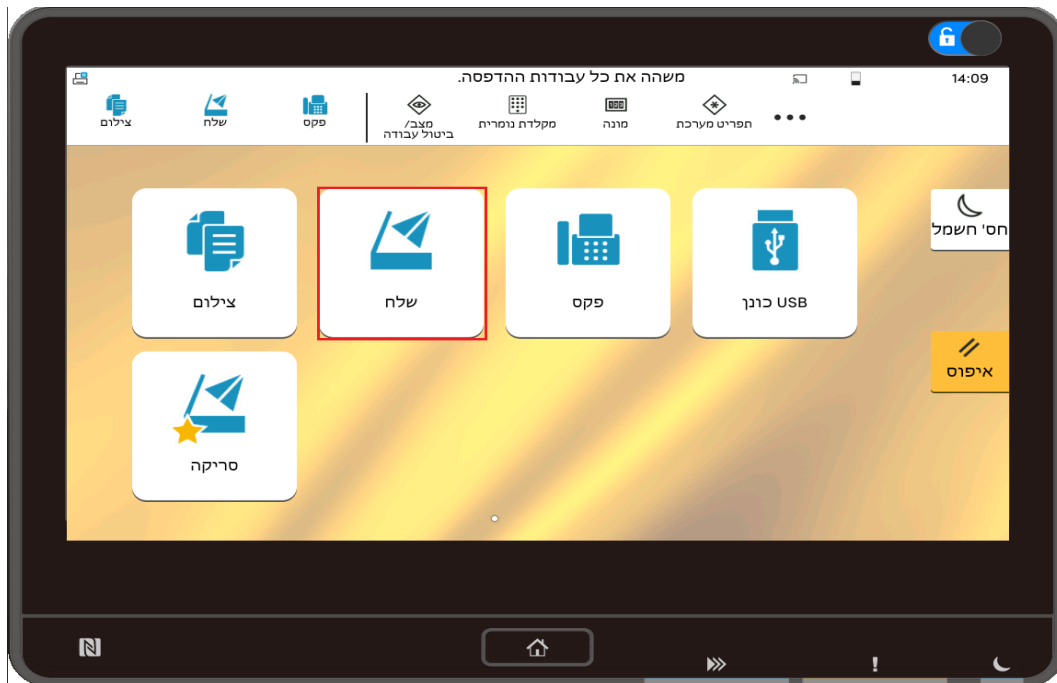 משהה את כל עבודות ההדפסה.
14:09
צילום
שלח
פקס
מצב/
ביטול עבודה
מקלדת נומרית
מונה
תפריט מערכת
צילום
שלח
פקס
כונן USB
חס' חשמל
איפוס
סריקה